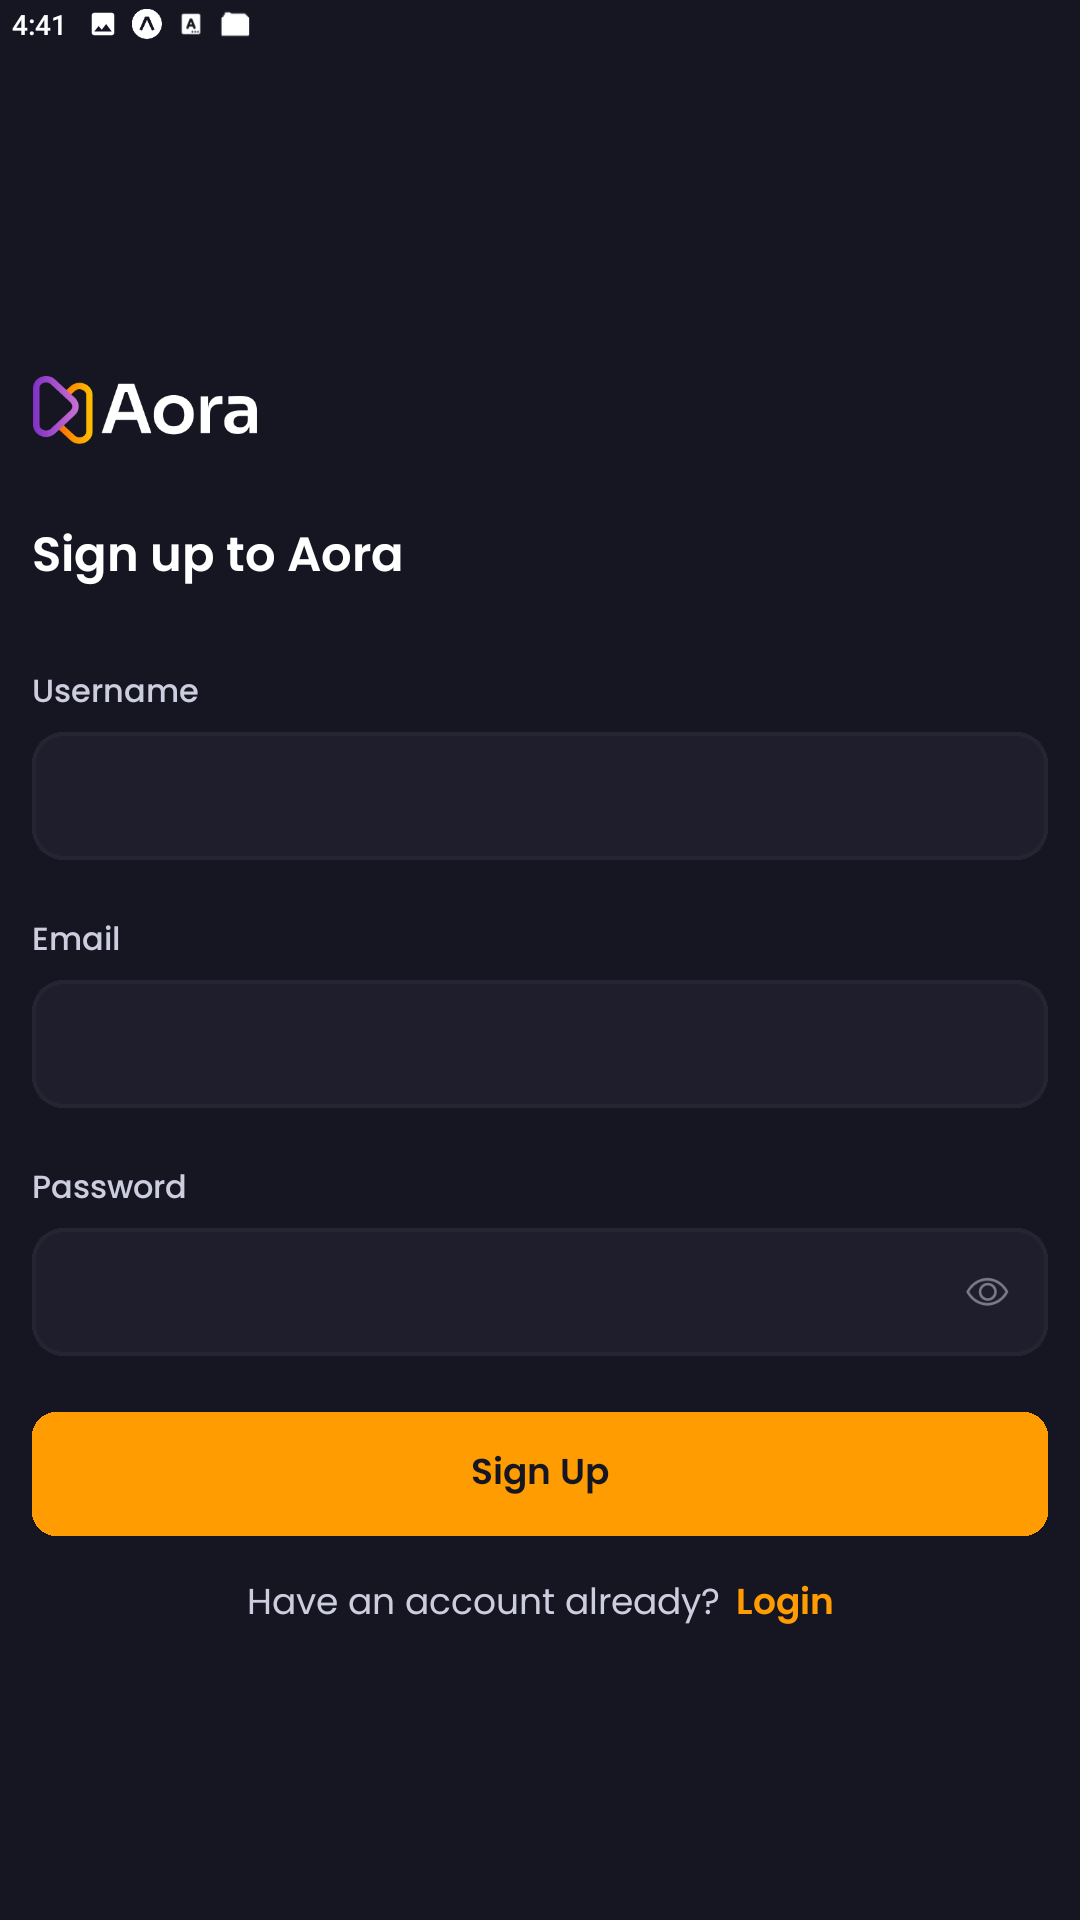 4:41
Aora
Sign up to Aora
Username
Email
Password
Sign Up
Have an account already? Login